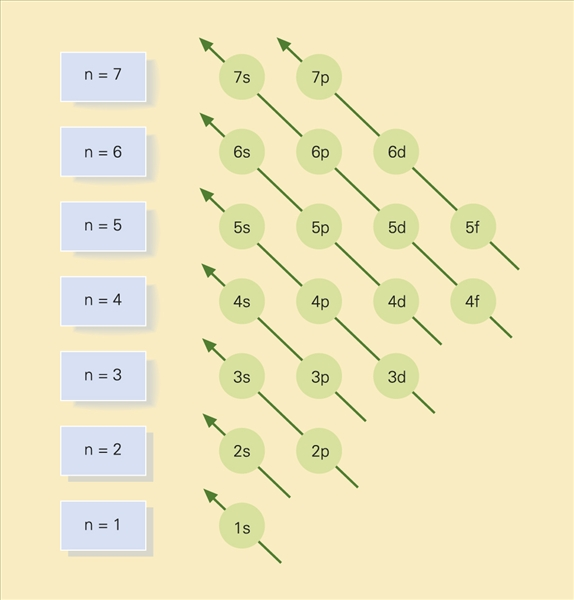 n = 7 7s 7p
n = 6 6s 6p 6d
n = 5 5s 5p 5d 5f
n = 4 4s 4p 4d 4f
n = 3 3s 3p 3d
n = 2 2s 2p
n = 1 1s